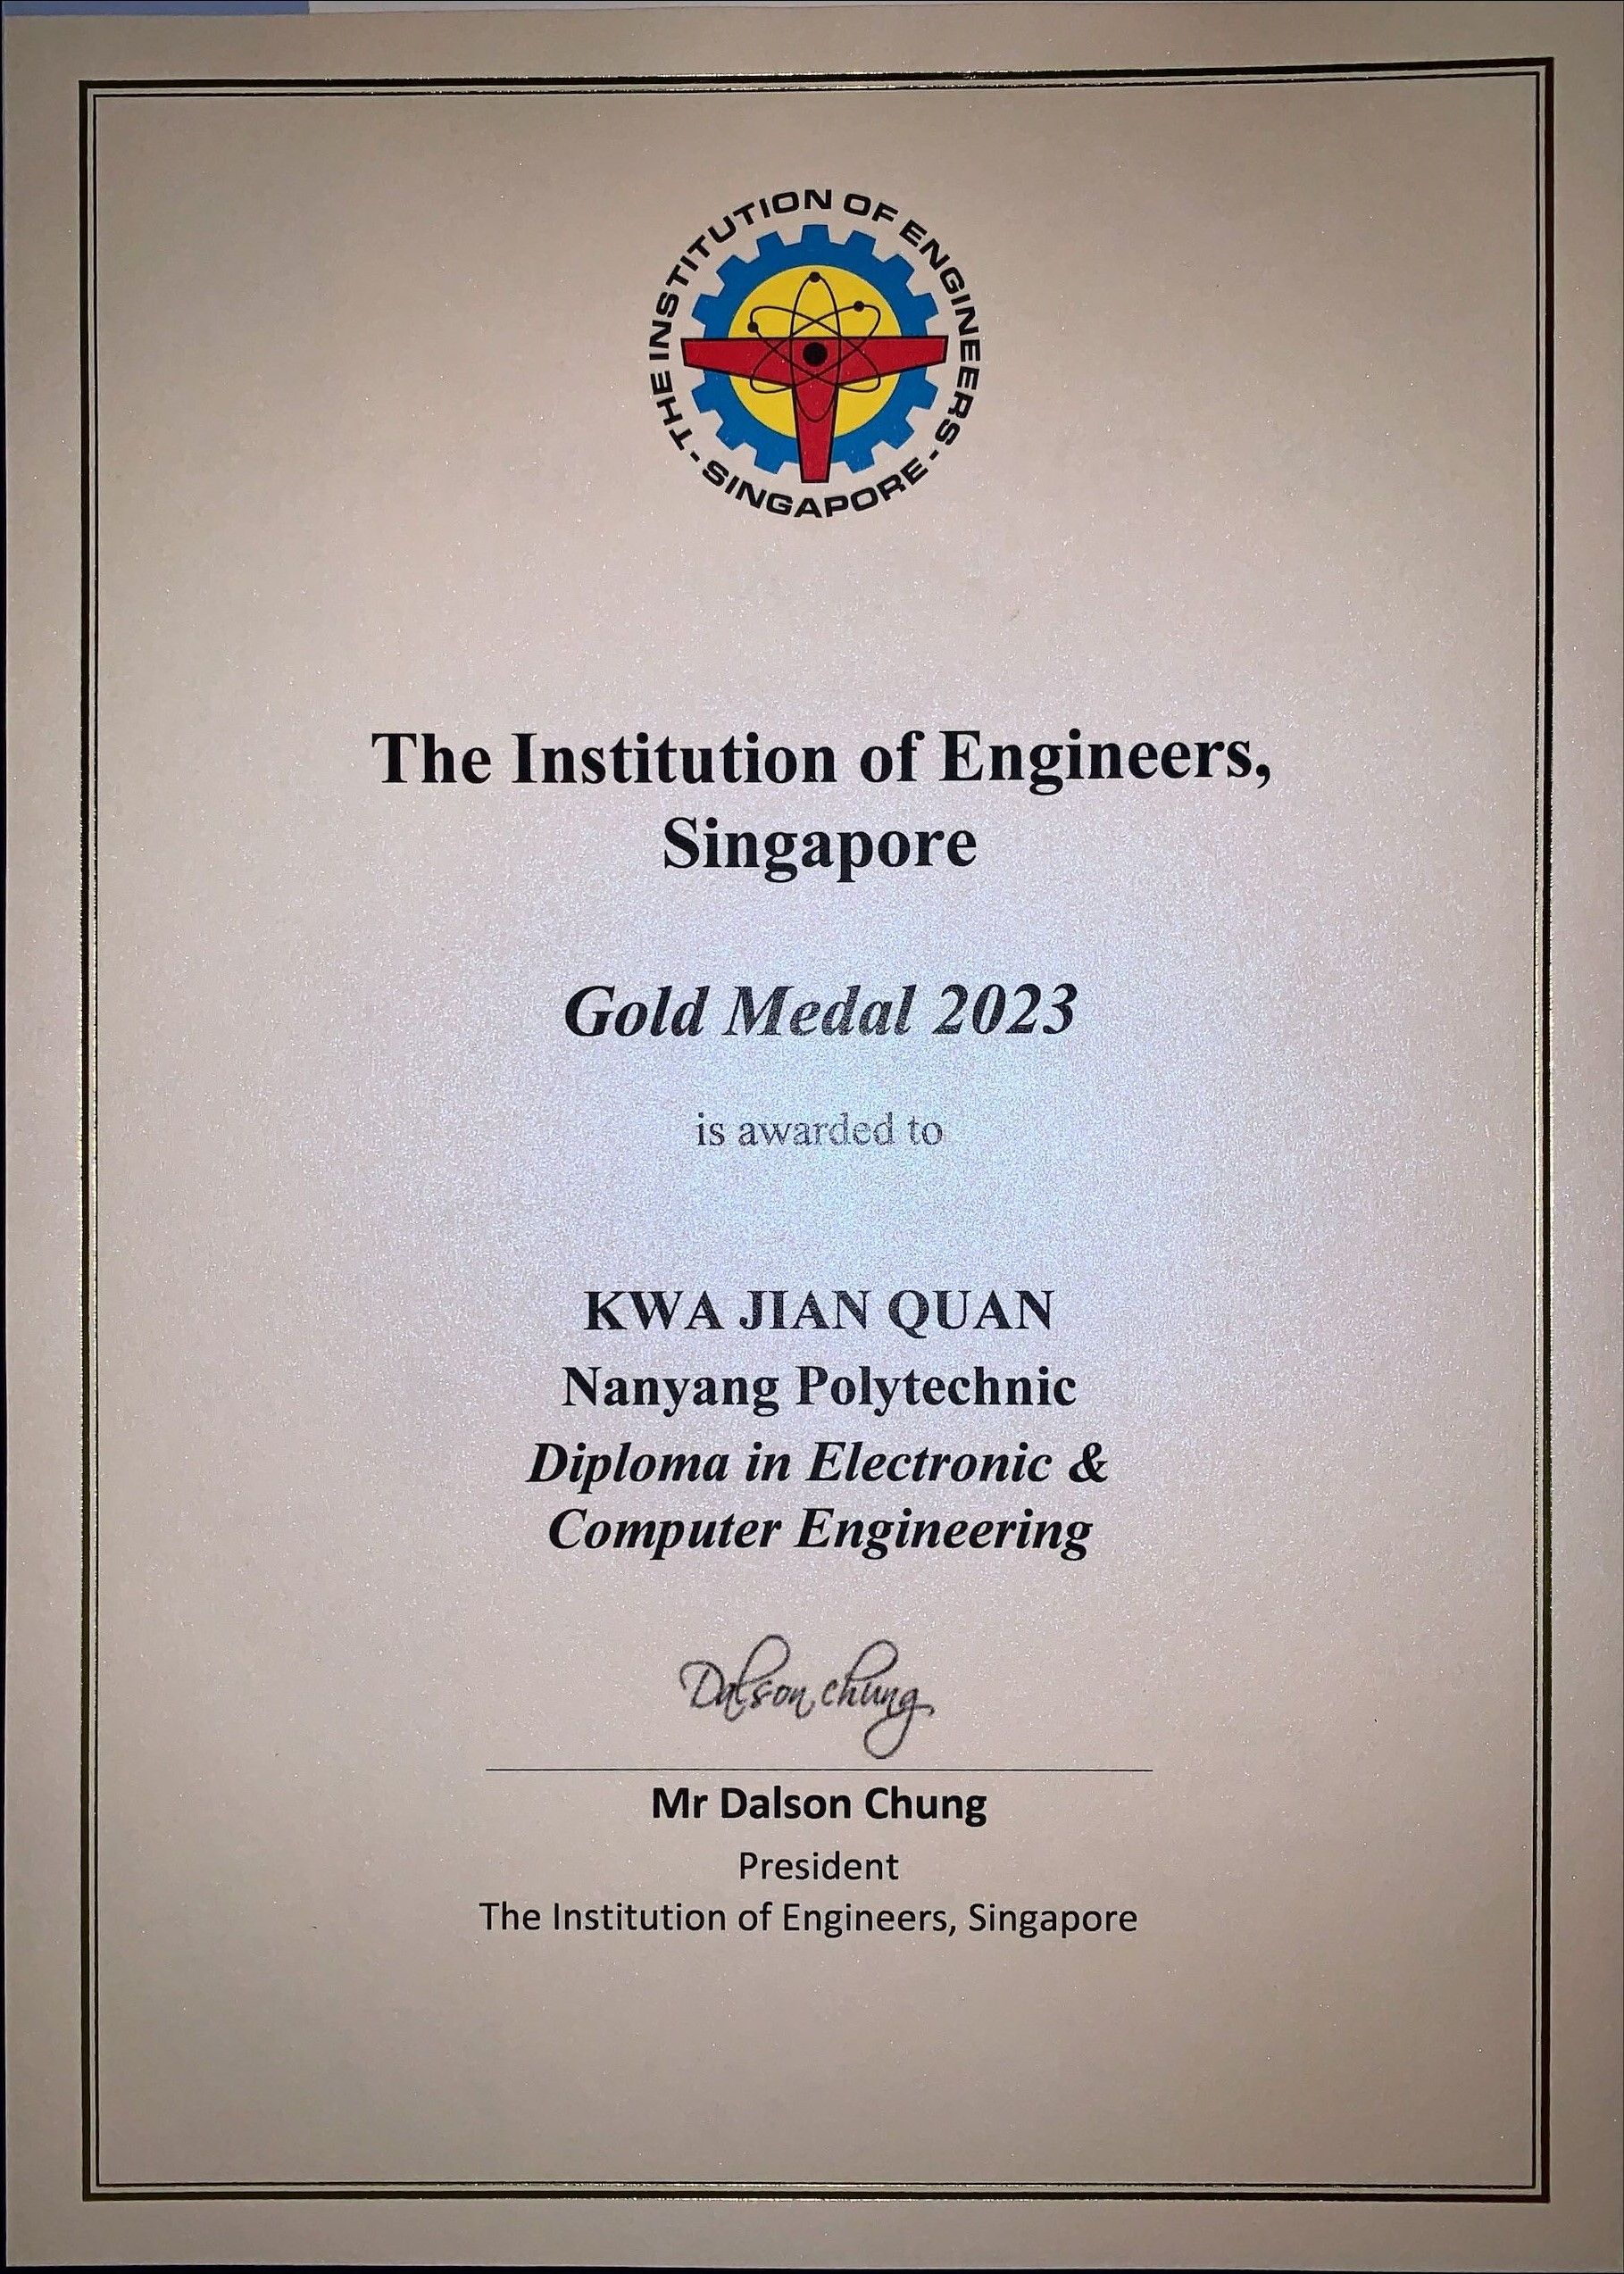 THE INSTITUTION OF ENGINEERS
- SINGAPORE -
The Institution of Engineers,
Singapore
Gold Medal 2023
is awarded to
KWA JIAN QUAN
Nanyang Polytechnic
Diploma in Electronic &
Computer Engineering
Dalson chung
Mr Dalson Chung
President
The Institution of Engineers, Singapore